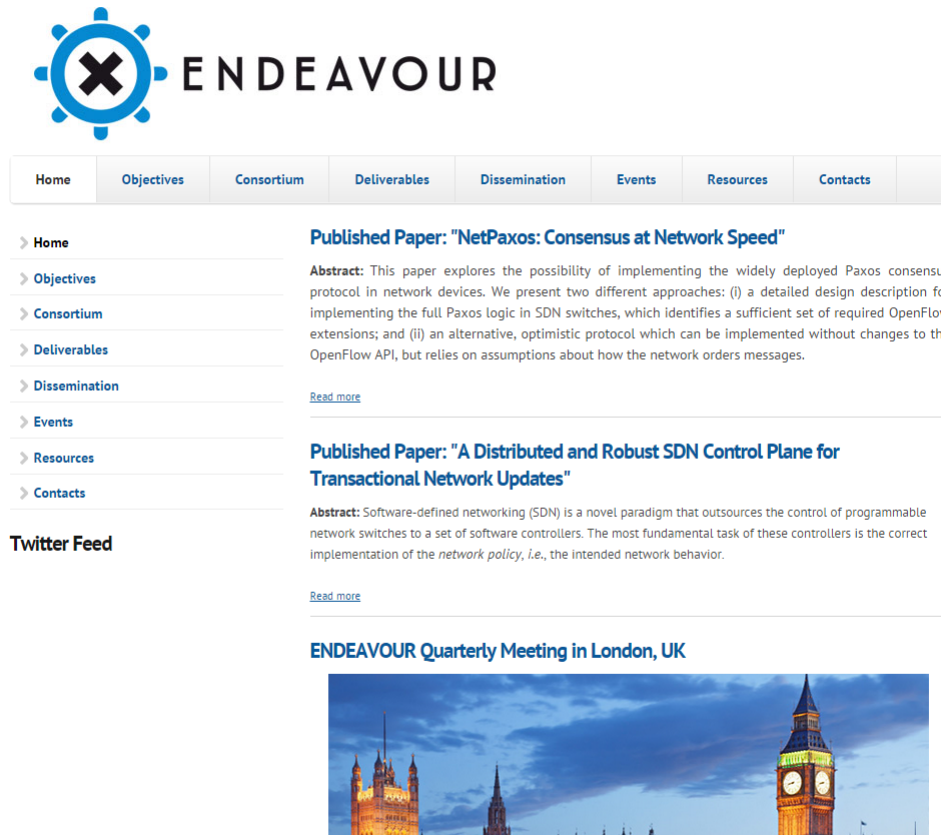 ENDEAVOUR
Home Objectives Consortium Deliverables Dissemination Events Resources Contacts
Home
Objectives
Consortium
Deliverables
Dissemination
Events
Resources
Contacts
Twitter Feed
Published Paper: "NetPaxos: Consensus at Network Speed"
Abstract: This paper explores the possibility of implementing the widely deployed Paxos consensu
protocol in network devices. We present two different approaches: (i) a detailed design description fo
implementing the full Paxos logic in SDN switches, which identifies a sufficient set of required OpenFlow
extensions; and (ii) an alternative, optimistic protocol which can be implemented without changes to th
OpenFlow API, but relies on assumptions about how the network orders messages.
Read more
Published Paper: "A Distributed and Robust SDN Control Plane for
Transactional Network Updates"
Abstract: Software-defined networking (SDN) is a novel paradigm that outsources the control of programmable
network switches to a set of software controllers. The most fundamental task of these controllers is the correct
implementation of the network policy, i.e., the intended network behavior.
Read more
ENDEAVOUR Quarterly Meeting in London, UK